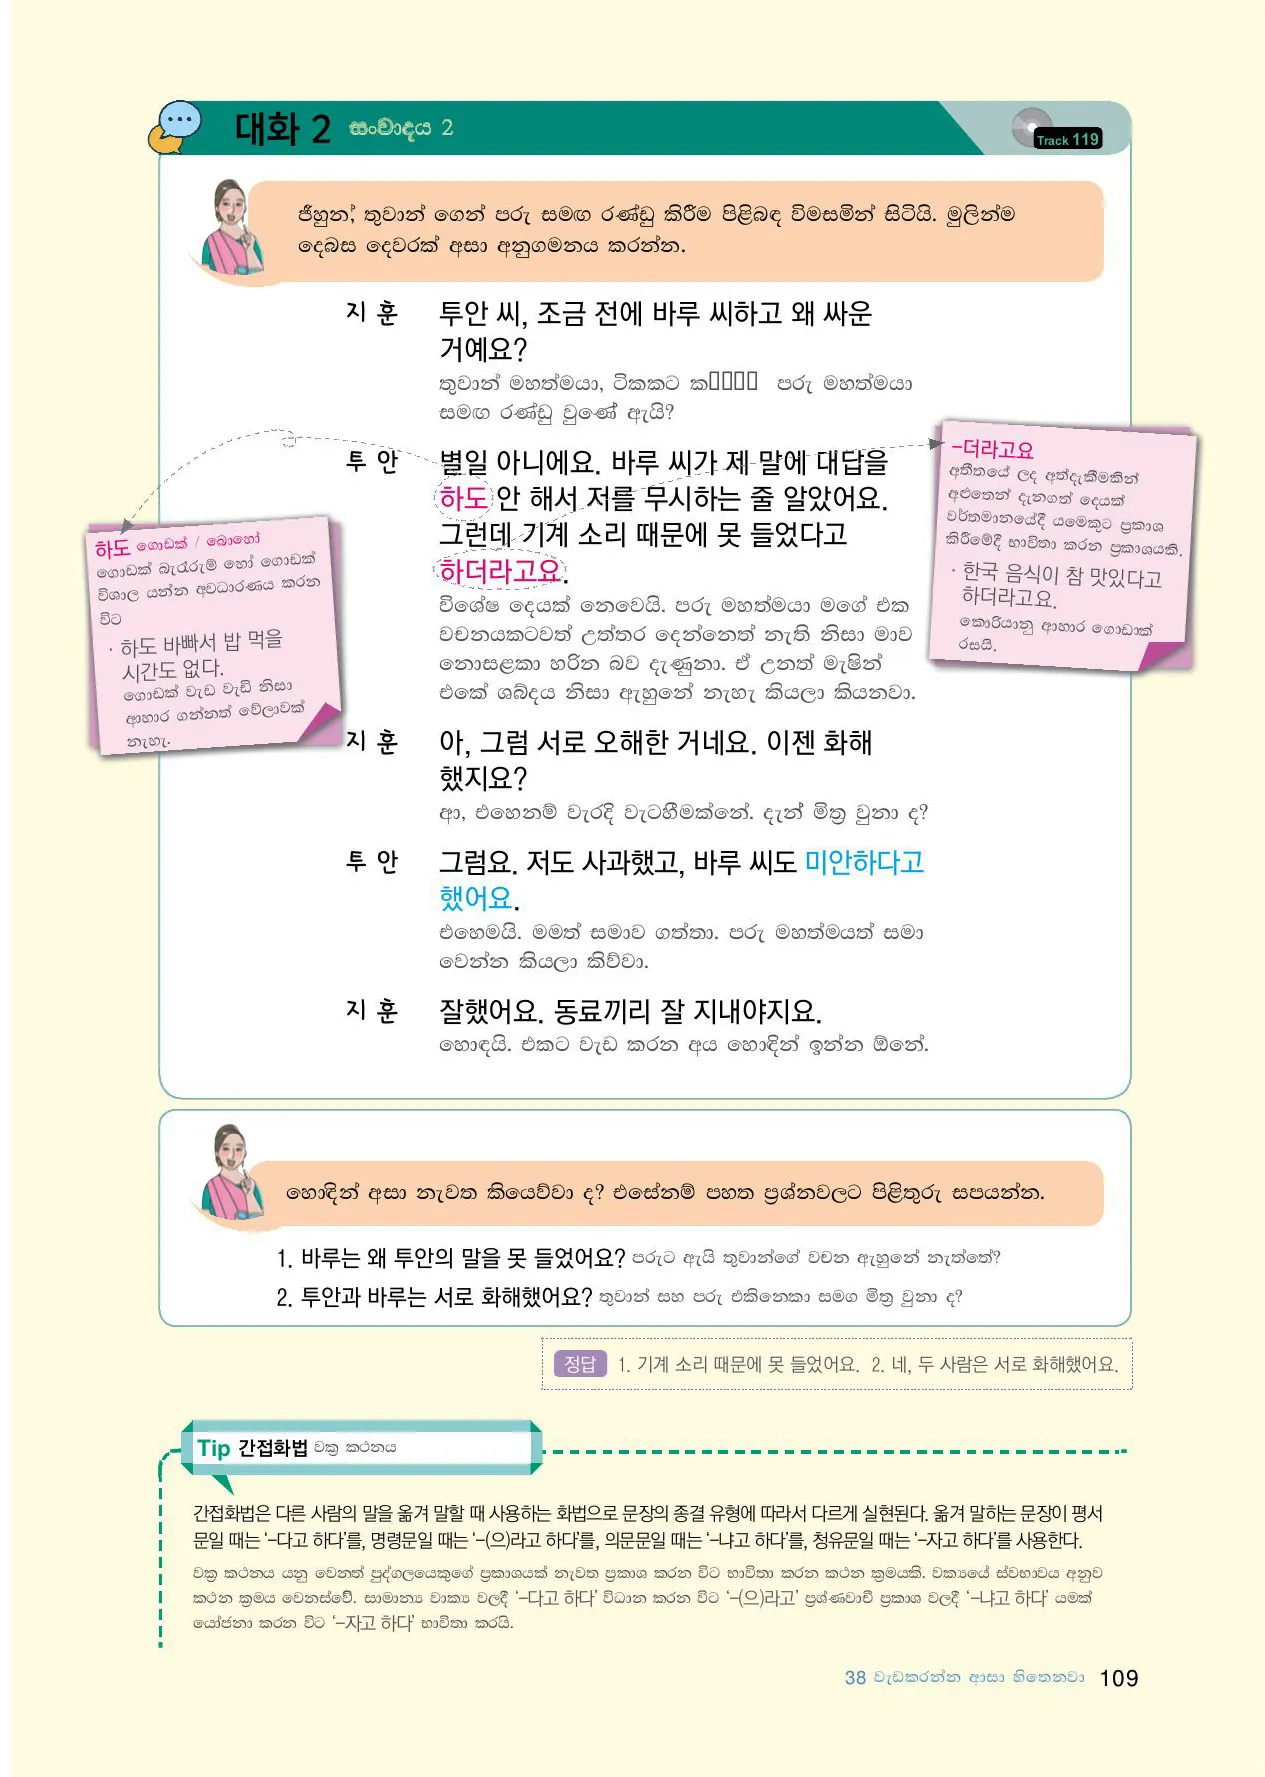 대화 2 සංවාදය 2
Track 119
ජීහුන්, තුවාන් ගෙන් පරු සමඟ රණ්ඩු කිරීම පිළිබඳ විමසමින් සිටියි. මුලින්ම
දෙබස දෙවරක් අසා අනුගමනය කරන්න.
지 훈 투안 씨, 조금 전에 바루 씨하고 왜 싸운
거예요?
තුවාන් මහත්මයා, ටිකකට ක පරු මහත්මයා
සමඟ රණ්ඩු වුණේ ඇයි?
투 안 별일 아니에요. 바루 씨가 제 말에 대답을
하도 안 해서 저를 무시하는 줄 알았어요.
그런데 기계 소리 때문에 못 들었다고
하더라고요.
විශේෂ දෙයක් නෙවෙයි. පරු මහත්මයා මගේ එක
වචනයකටවත් උත්තර දෙන්නෙත් නැති නිසා මාව
නොසළකා හරින බව දැණුනා. ඒ උනත් මැෂින්
එකේ ශබ්දය නිසා ඇහුනේ නැහැ කියලා කියනවා.
하도 ගොඩක් / බොහෝ
ගොඩක් බැරෑරුම් හෝ ගොඩක්
විශාල යන්න අවධාරණය කරන
විට
· 하도 바빠서 밥 먹을
시간도 없다.
ගොඩක් වැඩ වැඩි නිසා
ආහාර ගන්නත් වේලාවක්
නැහැ.
-더라고요
අතීතයේ ලද අත්දැකීමකින්
අළුතෙන් දැනගත් දෙයක්
වර්තමානයේදී යමෙකුට ප්‍රකාශ
කිරීමේදී භාවිතා කරන ප්‍රකාශයකි.
· 한국 음식이 참 맛있다고
하더라고요.
කොරියානු ආහාර ගොඩාක්
රසයි.
지 훈 아, 그럼 서로 오해한 거네요. 이젠 화해
했지요?
ආ, එහෙනම් වැරදි වැටහීමක්නේ. දැන් මිත්‍ර වුනා ද?
투 안 그럼요. 저도 사과했고, 바루 씨도 미안하다고
했어요.
එහෙමයි. මමත් සමාව ගත්තා. පරු මහත්මයත් සමා
වෙන්න කියලා කිව්වා.
지 훈 잘했어요. 동료끼리 잘 지내야지요.
හොඳයි. එකට වැඩ කරන අය හොඳින් ඉන්න ඕනේ.
හොඳින් අසා නැවත කියෙව්වා ද? එසේනම් පහත ප්‍රශ්නවලට පිළිතුරු සපයන්න.
1. 바루는 왜 투안의 말을 못 들었어요? පරුට ඇයි තුවාන්ගේ වචන ඇහුනේ නැත්තේ?
2. 투안과 바루는 서로 화해했어요? තුවාන් සහ පරු එකිනෙකා සමග මිත්‍ර වුනා ද?
정답 1. 기계 소리 때문에 못 들었어요. 2. 네, 두 사람은 서로 화해했어요.
Tip 간접화법 වක්‍ර කථනය
간접화법은 다른 사람의 말을 옮겨 말할 때 사용하는 화법으로 문장의 종결 유형에 따라서 다르게 실현된다. 옮겨 말하는 문장이 평서
문일 때는 ‘-다고 하다’를, 명령문일 때는 ‘-(으)라고 하다’를, 의문문일 때는 ‘-냐고 하다’를, 청유문일 때는 ‘-자고 하다’를 사용한다.
වක්‍ර කථනය යනු වෙනත් පුද්ගලයෙකුගේ ප්‍රකාශයක් නැවත ප්‍රකාශ කරන විට භාවිතා කරන කථන ක්‍රමයකි. වක්‍යයේ ස්වභාවය අනුව
කථන ක්‍රමය වෙනස්වේ. සාමාන්‍ය වාක්‍ය වලදී ‘-다고 하다’ විධාන කරන විට ‘-(으)라고’ ප්‍රශ්ණවාචී ප්‍රකාශ වලදී ‘-냐고 하다’ යමක්
යෝජනා කරන විට ‘-자고 하다’ භාවිතා කරයි.
38 වැඩකරන්න ආසා හිතෙනවා 109